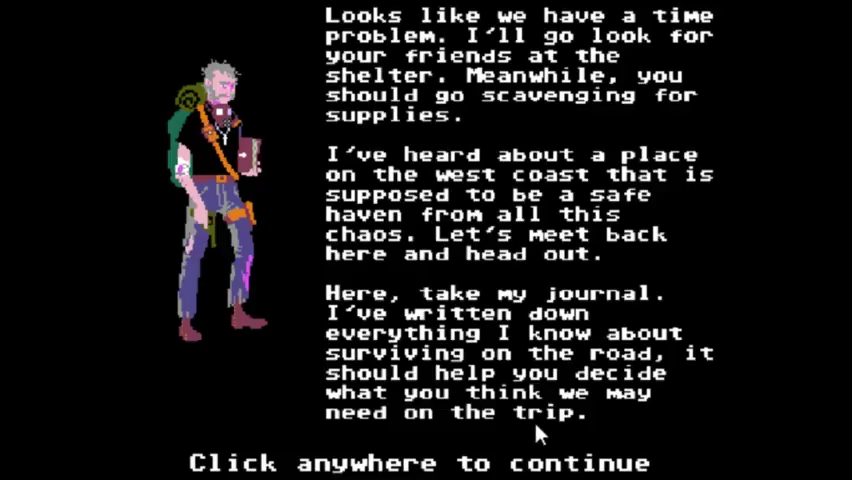 Looks like we have a time
problem. I'll go look for
your friends at the
shelter. Meanwhile, you
should go scavenging for
supplies.
I've heard about a place
on the west coast that is
supposed to be a safe
haven from all this
chaos. Let's meet back
here and head out.
Here, take my journal.
I've written down
everything I know about
surviving on the road, it
should help you decide
what you think we may
need on the trip.
Click anywhere to continue